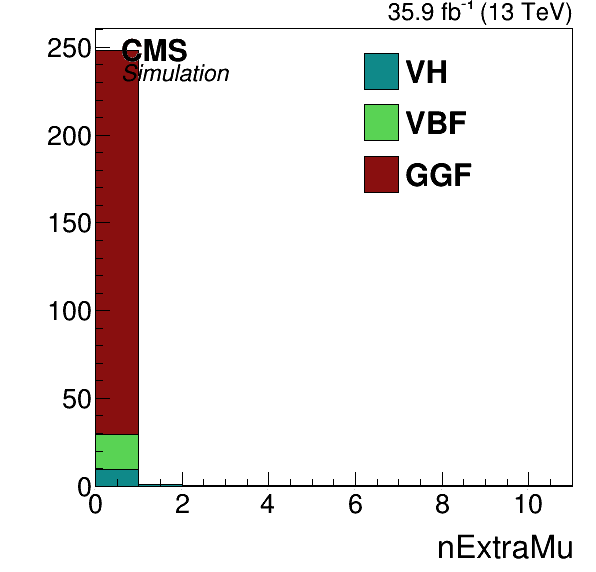 35.9 fb⁻¹ (13 TeV)
CMS
Simulation
VH
VBF
GGF
250
200
150
100
50
0
0 2 4 6 8 10
nExtraMu